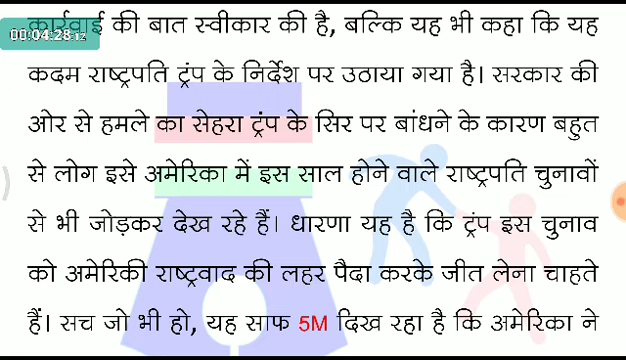 कार्रवाई की बात स्वीकार की है, बल्कि यह भी कहा कि यह
00:04:28.12
कदम राष्ट्रपति ट्रंप के निर्देश पर उठाया गया है। सरकार की
ओर से हमले का सेहरा ट्रंप के सिर पर बांधने के कारण बहुत
से लोग इसे अमेरिका में इस साल होने वाले राष्ट्रपति चुनावों
से भी जोड़कर देख रहे हैं। धारणा यह है कि ट्रंप इस चुनाव
को अमेरिकी राष्ट्रवाद की लहर पैदा करके जीत लेना चाहते
हैं। सच जो भी हो, यह साफ 5M दिख रहा है कि अमेरिका ने